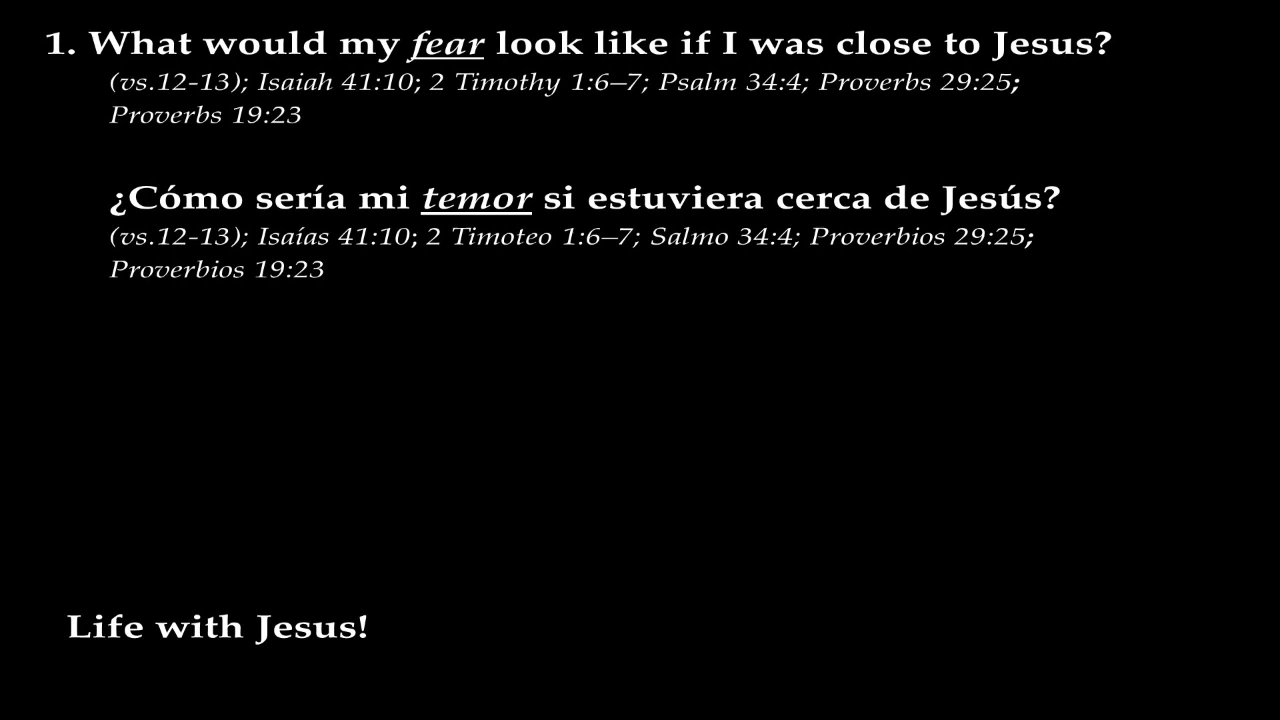 1. What would my fear look like if I was close to Jesus?
(vs.12-13); Isaiah 41:10; 2 Timothy 1:6–7; Psalm 34:4; Proverbs 29:25;
Proverbs 19:23
¿Cómo sería mi temor si estuviera cerca de Jesús?
(vs.12-13); Isaías 41:10; 2 Timoteo 1:6–7; Salmo 34:4; Proverbios 29:25;
Proverbios 19:23
Life with Jesus!